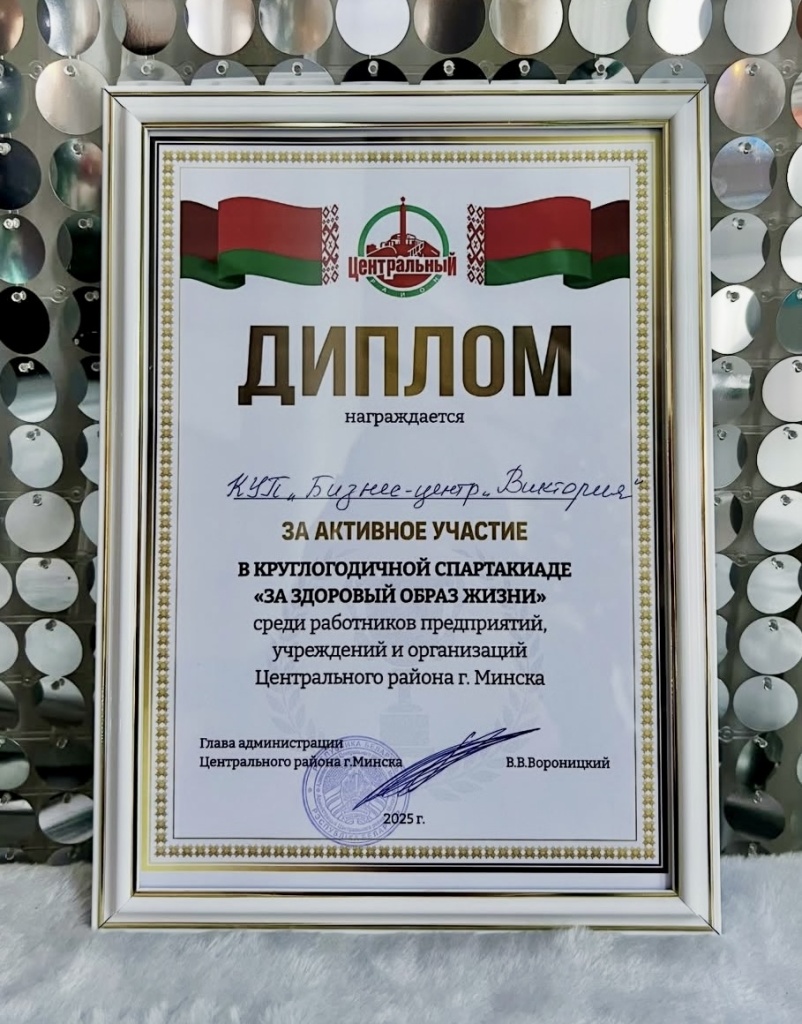 Центральный
РАЙОН
ДИПЛОМ
награждается
КУП „Бизнес-центр „Виктория"
ЗА АКТИВНОЕ УЧАСТИЕ
В КРУГЛОГОДИЧНОЙ СПАРТАКИАДЕ
«ЗА ЗДОРОВЫЙ ОБРАЗ ЖИЗНИ»
среди работников предприятий,
учреждений и организаций
Центрального района г. Минска
Глава администрации
Центрального района г.Минска
В.В.Вороницкий
2025 г.